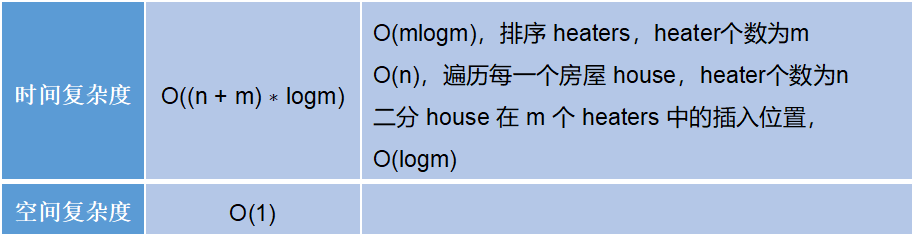 时间复杂度
O((n + m) * logm)
O(mlogm)，排序 heaters，heater个数为m
O(n)，遍历每一个房屋 house，heater个数为n
二分 house 在 m 个 heaters 中的插入位置，
O(logm)
空间复杂度
O(1)